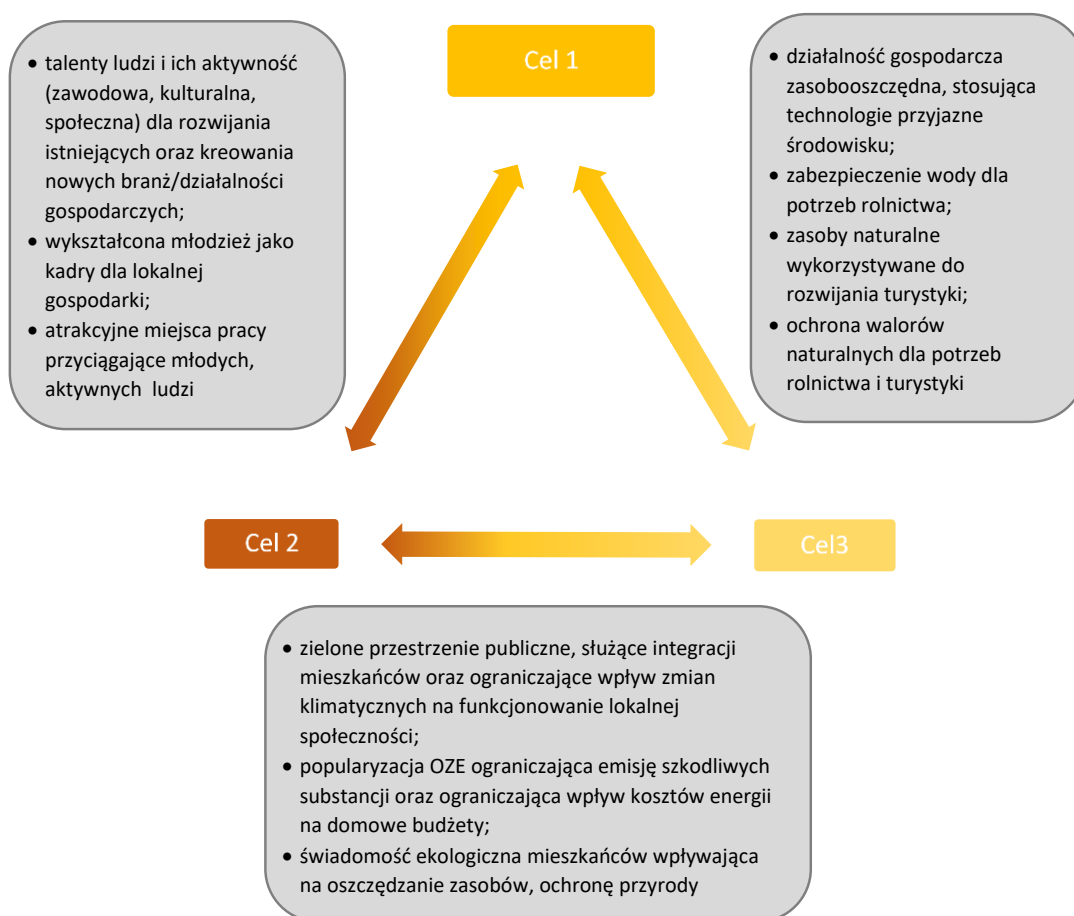 Cel 1
• talenty ludzi i ich aktywność
(zawodowa, kulturalna,
społeczna) dla rozwijania
istniejących oraz kreowania
nowych branż/działalności
gospodarczych;
• wykształcona młodzież jako
kadry dla lokalnej
gospodarki;
• atrakcyjne miejsca pracy
przyciągające młodych,
aktywnych ludzi
• działalność gospodarcza
zasobooszczędna, stosująca
technologie przyjazne
środowisku;
• zabezpieczenie wody dla
potrzeb rolnictwa;
• zasoby naturalne
wykorzystywane do
rozwijania turystyki;
• ochrona walorów
naturalnych dla potrzeb
rolnictwa i turystyki
Cel 2
Cel3
• zielone przestrzenie publiczne, służące integracji
mieszkańców oraz ograniczające wpływ zmian
klimatycznych na funkcjonowanie lokalnej
społeczności;
• popularyzacja OZE ograniczająca emisję szkodliwych
substancji oraz ograniczająca wpływ kosztów energii
na domowe budżety;
• świadomość ekologiczna mieszkańców wpływająca
na oszczędzanie zasobów, ochronę przyrody